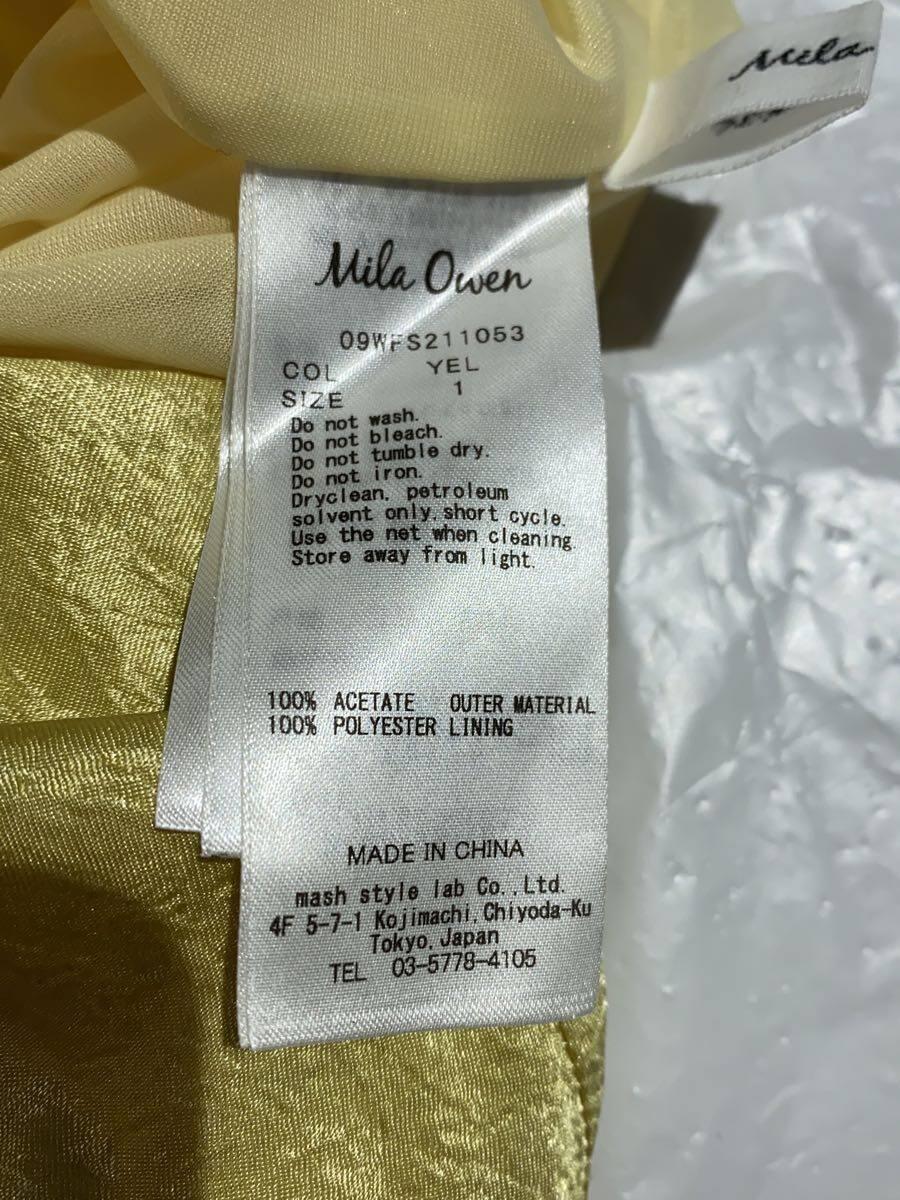 Mila
Mila Owen
09WFS211053
COL YEL
SIZE 1
Do not wash.
Do not bleach.
Do not tumble dry.
Do not iron.
Dryclean. petroleum
solvent only. short cycle.
Use the net when cleaning.
Store away from light.
100% ACETATE OUTER MATERIAL
100% POLYESTER LINING
MADE IN CHINA
mash style lab Co.,Ltd.
4F 5-7-1 Kojimachi, Chiyoda-Ku
Tokyo, Japan
TEL 03-5778-4105